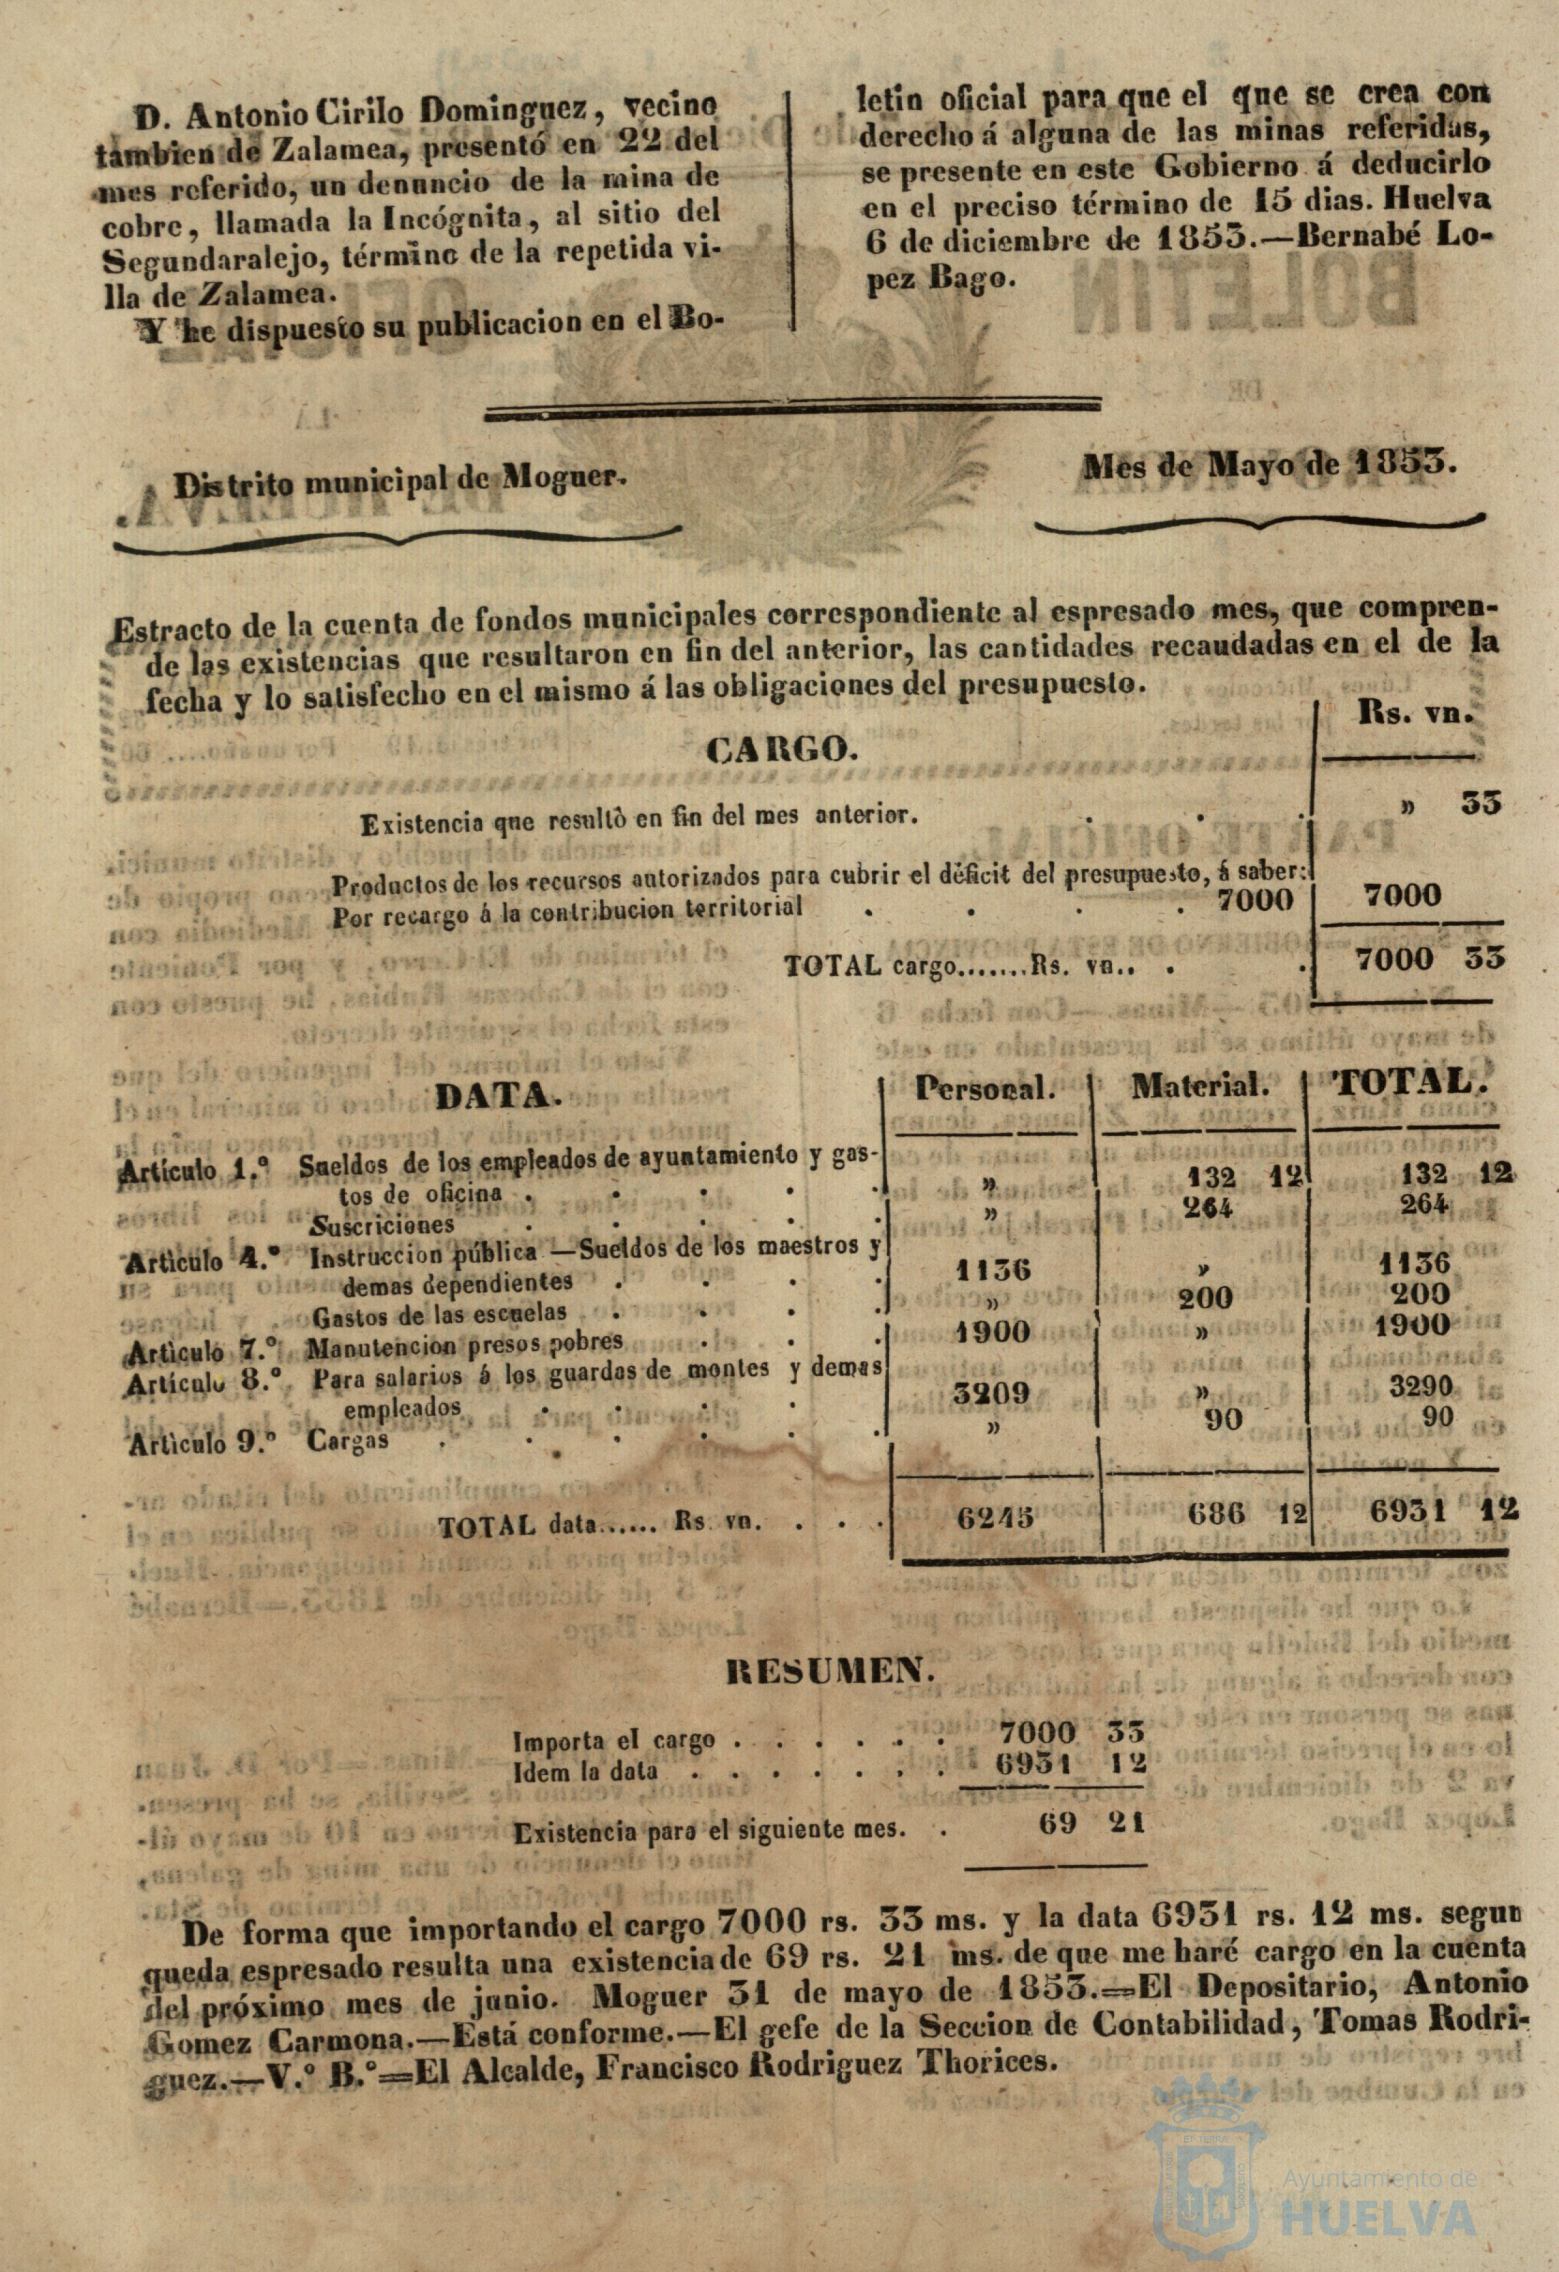 D. Antonio Cirilo Dominguez, vecino
tambien de Zalamea, presentó en 22 del
mes referido, un denuncio de la mina de
cobre, llamada la Incógnita, al sitio del
Segundaralejo, término de la repetida vi-
lla de Zalamea.
Y he dispuesto su publicacion en el Bo-
letin oficial para que el que se crea con
derecho á alguna de las minas referidas,
se presente en este Gobierno á deducirlo
en el preciso término de 15 dias. Huelva
6 de diciembre de 1853.—Bernabé Lo-
pez Bago.
Distrito municipal de Moguer.
Mes de Mayo de 1853.
Estracto de la cuenta de fondos municipales correspondiente al espresado mes, que compren-
de las existencias que resultaron en fin del anterior, las cantidades recaudadas en el de la
fecha y lo satisfecho en el mismo á las obligaciones del presupuesto.
Rs. vn.
CARGO.
Existencia que resultò en fin del mes anterior. . . . » 33
Productos de los recursos autorizados para cubrir el déficit del presupuesto, á saber:
Por recargo á la contribucion territorial . . . . 7000 7000
TOTAL cargo.......Rs. vn.. . . 7000 33
DATA. Personal. Material. TOTAL.
Artículo 1.º Sueldos de los empleados de ayuntamiento y gas-
tos de oficina . . . . . » 132 12 132 12
Suscriciones . . . . . » 264 264
Artìculo 4.º Instruccion pública —Sueldos de los maestros y
demas dependientes . . . . 1136 » 1136
Gastos de las escuelas . . . . » 200 200
Artìculo 7.º Manutencion presos pobres . . . 1900 » 1900
Artículo 8.º Para salarios á los guardas de montes y demas
empleados . . . . 3209 » 3290
Artìculo 9.º Cargas . . . . . . » 90 90
TOTAL data...... Rs. vn. . . . . 6245 686 12 6931 12
RESUMEN.
Importa el cargo . . . . . . 7000 33
Idem la data . . . . . . . 6931 12
Existencia para el siguiente mes. . 69 21
De forma que importando el cargo 7000 rs. 33 ms. y la data 6931 rs. 12 ms. segun
queda espresado resulta una existencia de 69 rs. 21 ms. de que me haré cargo en la cuenta
del próximo mes de junio. Moguer 31 de mayo de 1853.=El Depositario, Antonio
Gomez Carmona.—Está conforme.—El gefe de la Seccion de Contabilidad, Tomas Rodri-
guez.—V.º B.º=El Alcalde, Francisco Rodriguez Thorices.
Ayuntamiento de
HUELVA